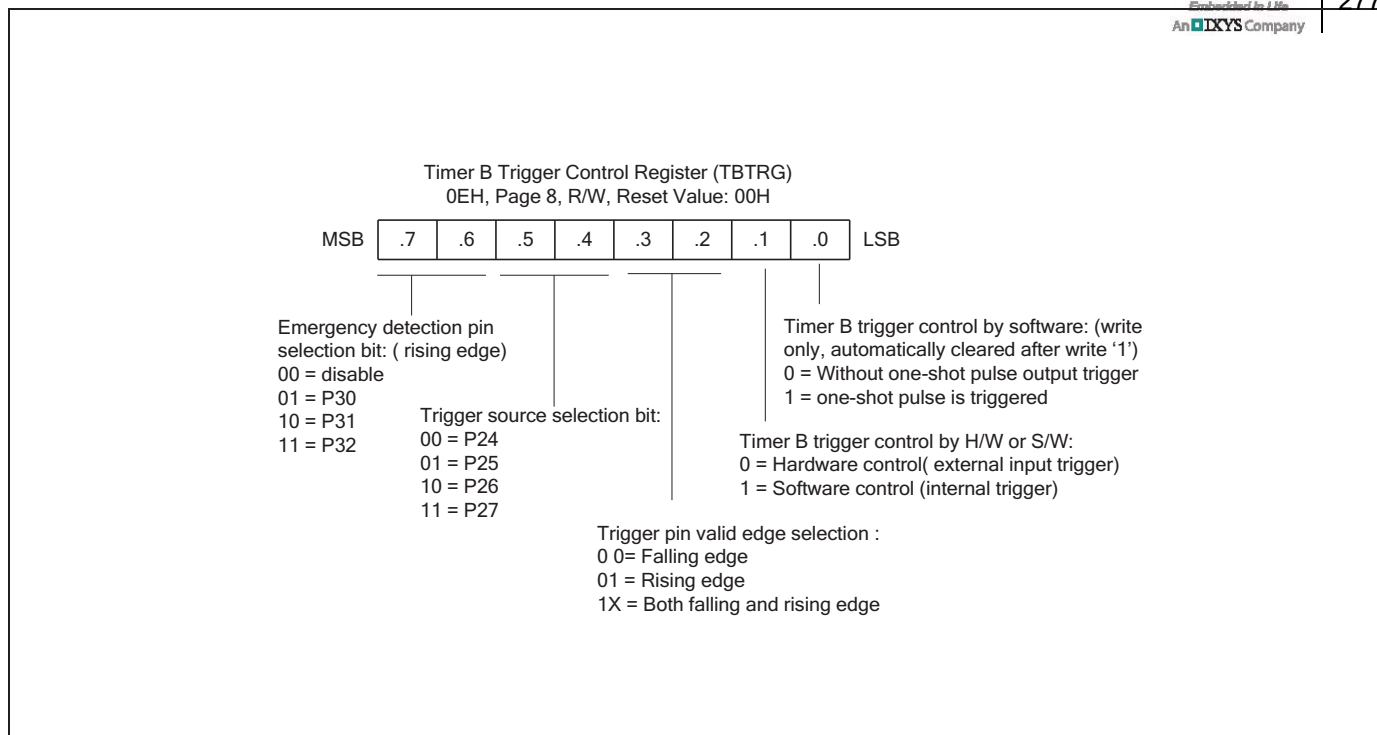 Embedded in Life
An IXYS Company
277
Timer B Trigger Control Register (TBTRG)
0EH, Page 8, R/W, Reset Value: 00H
MSB .7 .6 .5 .4 .3 .2 .1 .0 LSB
Emergency detection pin
selection bit: ( rising edge)
00 = disable
01 = P30
10 = P31
11 = P32
Trigger source selection bit:
00 = P24
01 = P25
10 = P26
11 = P27
Trigger pin valid edge selection :
0 0= Falling edge
01 = Rising edge
1X = Both falling and rising edge
Timer B trigger control by H/W or S/W:
0 = Hardware control( external input trigger)
1 = Software control (internal trigger)
Timer B trigger control by software: (write
only, automatically cleared after write ‘1’)
0 = Without one-shot pulse output trigger
1 = one-shot pulse is triggered